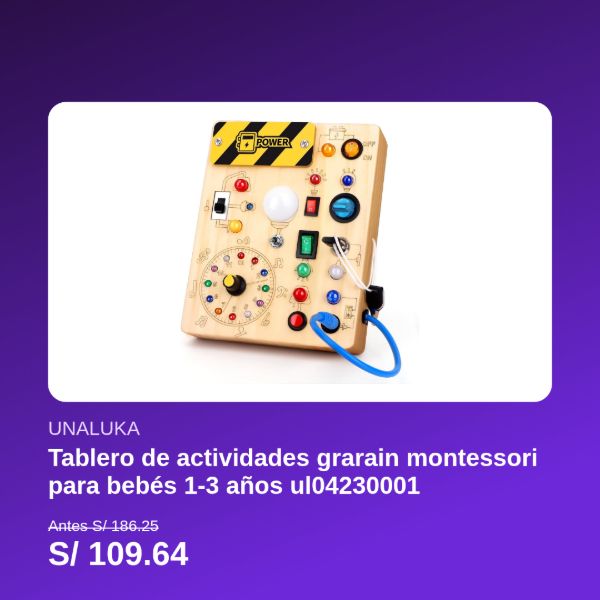 POWER
OFF
ON
UNALUKA
Tablero de actividades grarain montessori
para bebés 1-3 años ul04230001
Antes S/ 186.25
S/ 109.64